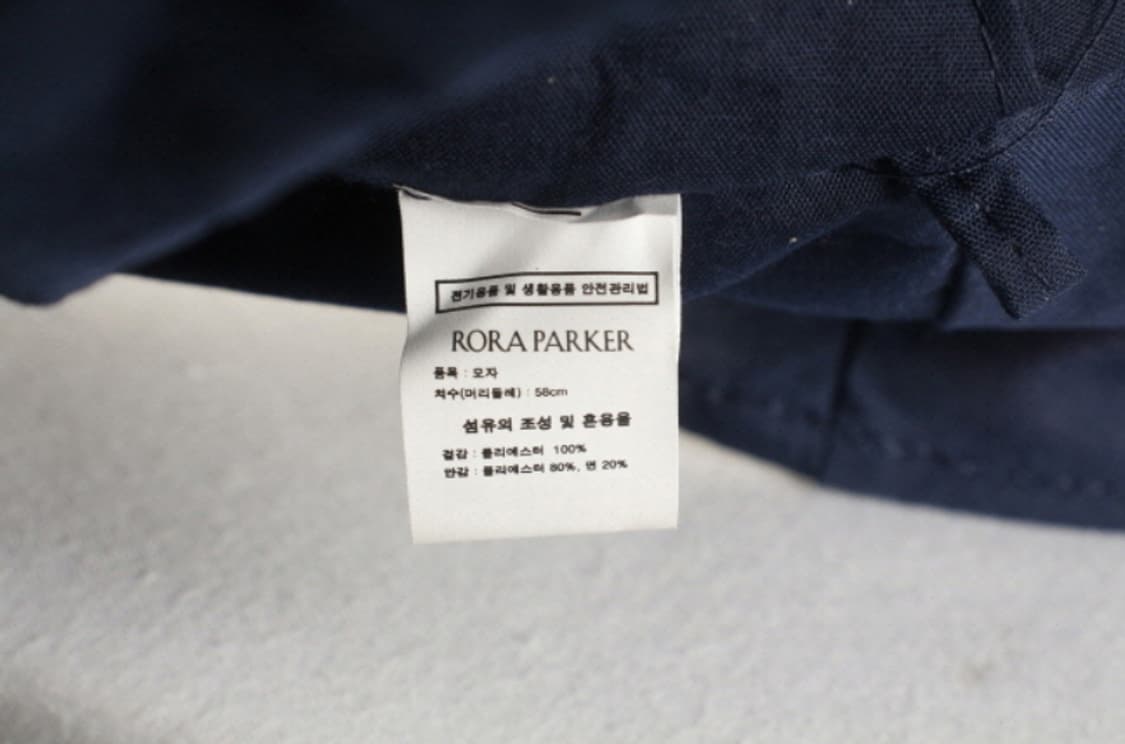 전기용품 및 생활용품 안전관리법
RORA PARKER
품목 : 모자
치수(머리둘레) : 58cm
섬유의 조성 및 혼용율
겉감 : 폴리에스터 100%
안감 : 폴리에스터 80%, 면 20%